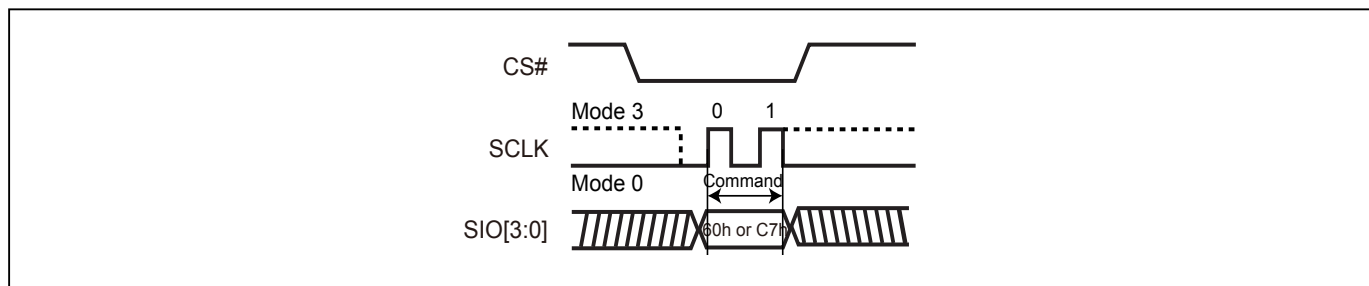 CS#
Mode 3 0 1
SCLK
Mode 0 Command
SIO[3:0] 60h or C7h